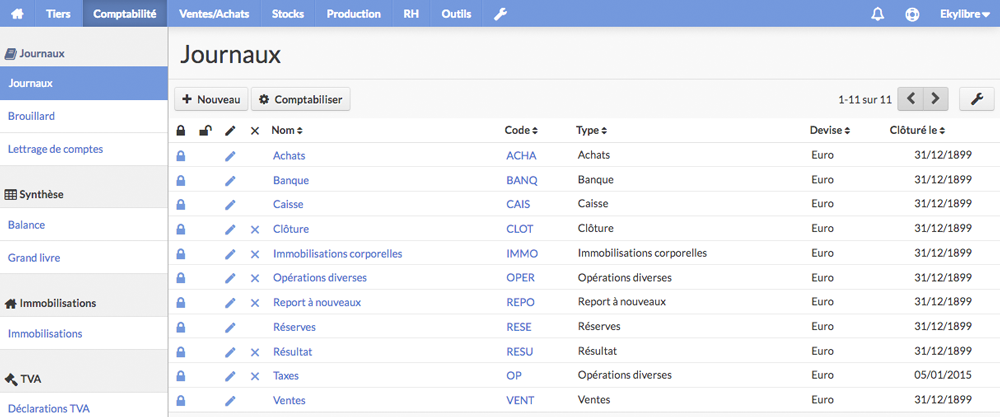 Tiers Comptabilité Ventes/Achats Stocks Production RH Outils Ekylibre
Journaux
Journaux
Brouillard
Lettrage de comptes
Synthèse
Balance
Grand livre
Immobilisations
Immobilisations
TVA
Déclarations TVA
Journaux
Nouveau Comptabiliser 1-11 sur 11
Nom Code Type Devise Clôturé le
Achats ACHA Achats Euro 31/12/1899
Banque BANQ Banque Euro 31/12/1899
Caisse CAIS Caisse Euro 31/12/1899
Clôture CLOT Clôture Euro 31/12/1899
Immobilisations corporelles IMMO Immobilisations corporelles Euro 31/12/1899
Opérations diverses OPER Opérations diverses Euro 31/12/1899
Report à nouveaux REPO Report à nouveaux Euro 31/12/1899
Réserves RESE Réserves Euro 31/12/1899
Résultat RESU Résultat Euro 31/12/1899
Taxes OP Opérations diverses Euro 05/01/2015
Ventes VENT Ventes Euro 31/12/1899